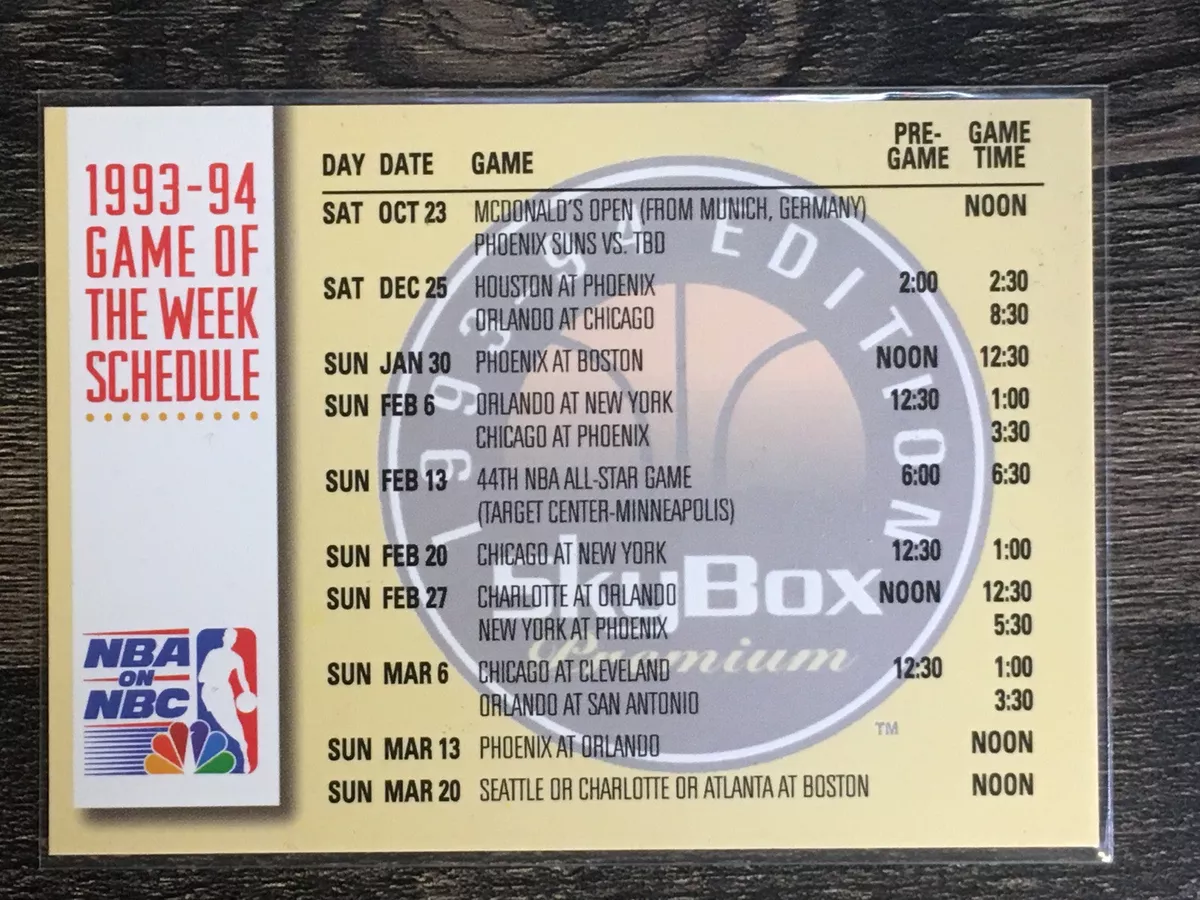 1993-94
GAME OF
THE WEEK
SCHEDULE
NBA
ON
NBC
DAY DATE GAME PRE-GAME GAME TIME
SAT OCT 23 MCDONALD'S OPEN (FROM MUNICH, GERMANY) NOON
PHOENIX SUNS VS. TBD
SAT DEC 25 HOUSTON AT PHOENIX 2:00 2:30
ORLANDO AT CHICAGO 8:30
SUN JAN 30 PHOENIX AT BOSTON NOON 12:30
SUN FEB 6 ORLANDO AT NEW YORK 12:30 1:00
CHICAGO AT PHOENIX 3:30
SUN FEB 13 44TH NBA ALL-STAR GAME 6:00 6:30
(TARGET CENTER-MINNEAPOLIS)
SUN FEB 20 CHICAGO AT NEW YORK 12:30 1:00
SUN FEB 27 CHARLOTTE AT ORLANDO NOON 12:30
NEW YORK AT PHOENIX 5:30
SUN MAR 6 CHICAGO AT CLEVELAND 12:30 1:00
ORLANDO AT SAN ANTONIO 3:30
SUN MAR 13 PHOENIX AT ORLANDO NOON
SUN MAR 20 SEATTLE OR CHARLOTTE OR ATLANTA AT BOSTON NOON
1993-94 EDITION
SkyBox
Premium
TM